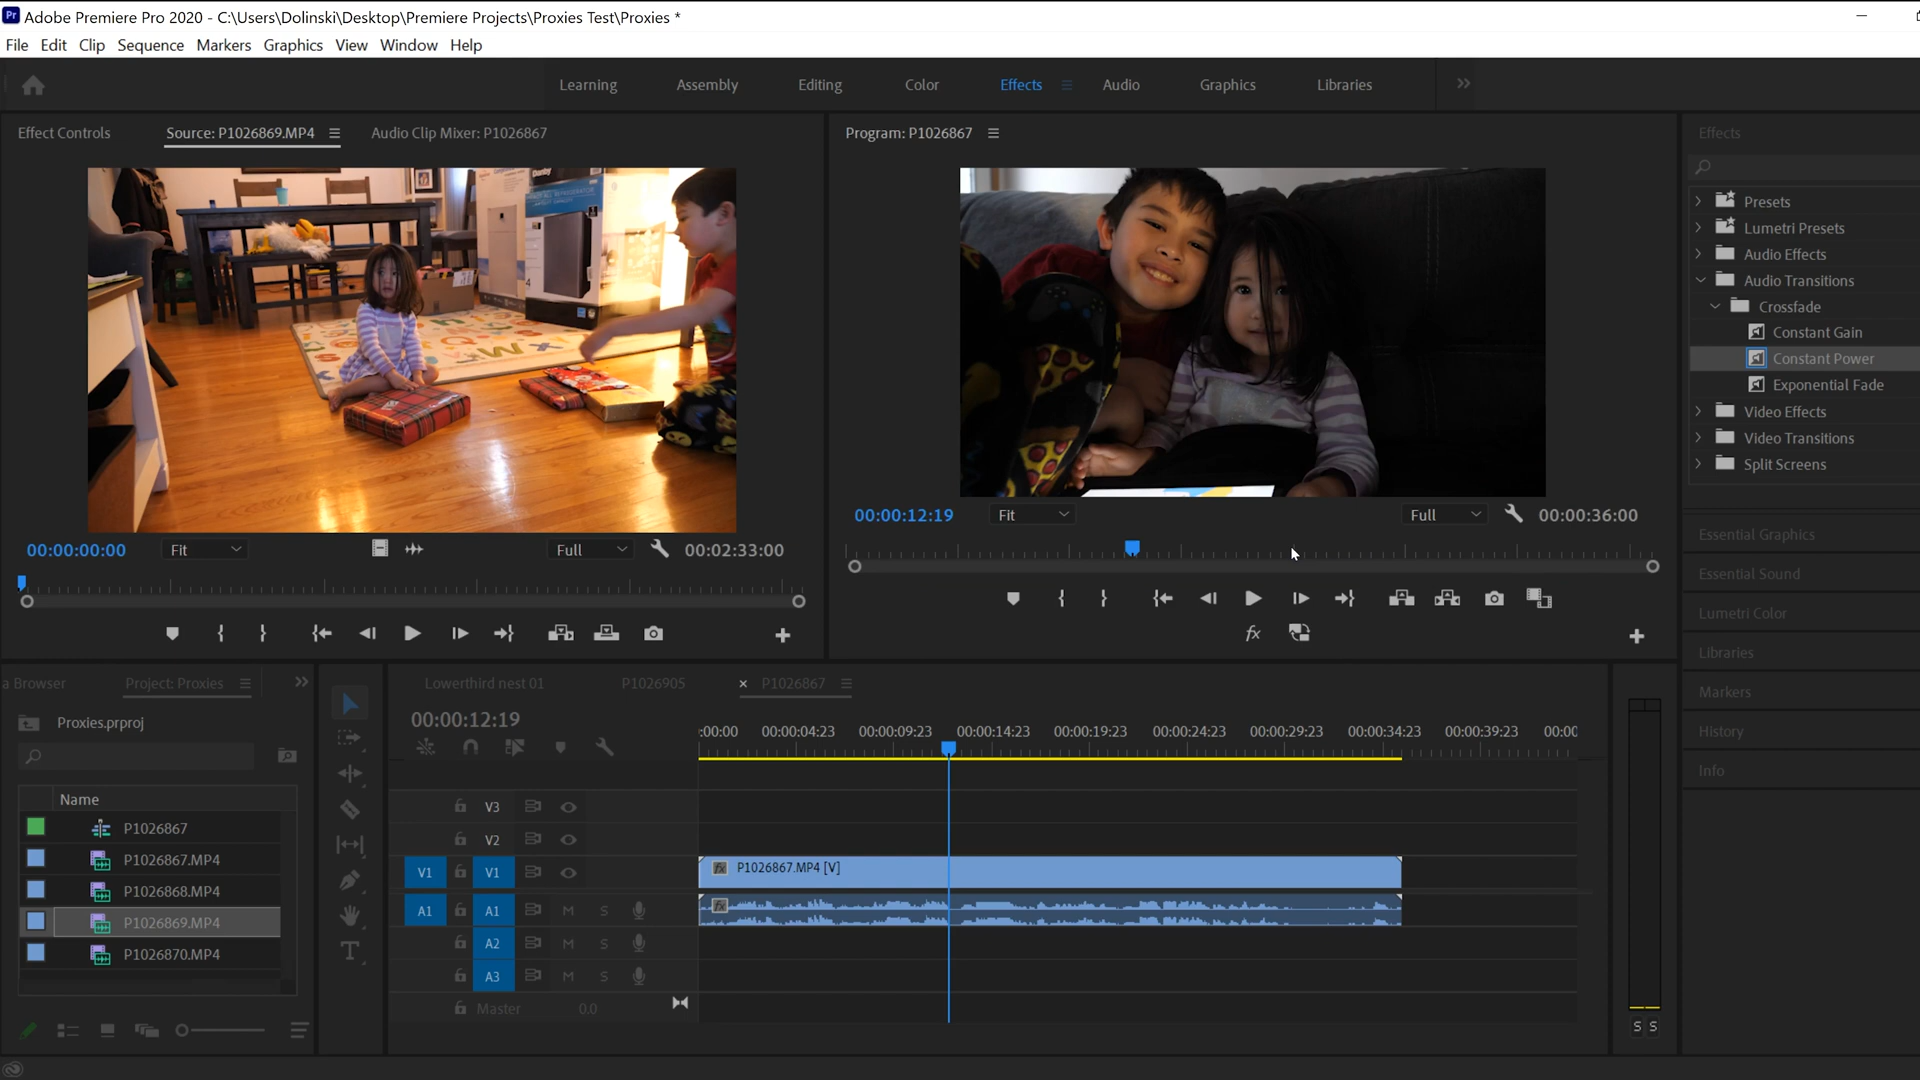 Adobe Premiere Pro 2020 - C:\Users\Dolinski\Desktop\Premiere Projects\Proxies Test\Proxies *
File Edit Clip Sequence Markers Graphics View Window Help
Learning Assembly Editing Color Effects Audio Graphics Libraries
Effect Controls Source: P1026869.MP4 Audio Clip Mixer: P1026867
Program: P1026867
Effects
Presets
Lumetri Presets
Audio Effects
Audio Transitions
Crossfade
Constant Gain
Constant Power
Exponential Fade
Video Effects
Video Transitions
Split Screens
00:00:00:00 Fit Full 00:02:33:00
00:00:12:19 Fit Full 00:00:36:00
Essential Graphics
Essential Sound
Lumetri Color
Libraries
Markers
History
Info
a Browser Project: Proxies
Proxies.prproj
Name
P1026867
P1026867.MP4
P1026868.MP4
P1026869.MP4
P1026870.MP4
Lowerthird nest 01 P1026905 × P1026867
00:00:12:19
:00:00 00:00:04:23 00:00:09:23 00:00:14:23 00:00:19:23 00:00:24:23 00:00:29:23 00:00:34:23 00:00:39:23 00:00
V3
V2
V1 V1 fx P1026867.MP4 [V]
A1 A1 M S fx
A2 M S
A3 M S
Master 0.0
S S